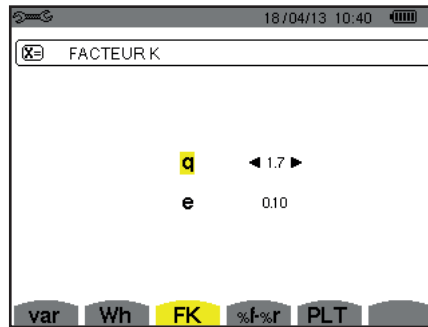 18/04/13 10:40
X= FACTEUR K
q ◄ 1.7 ►
e 0.10
var Wh FK %f-%r PLT